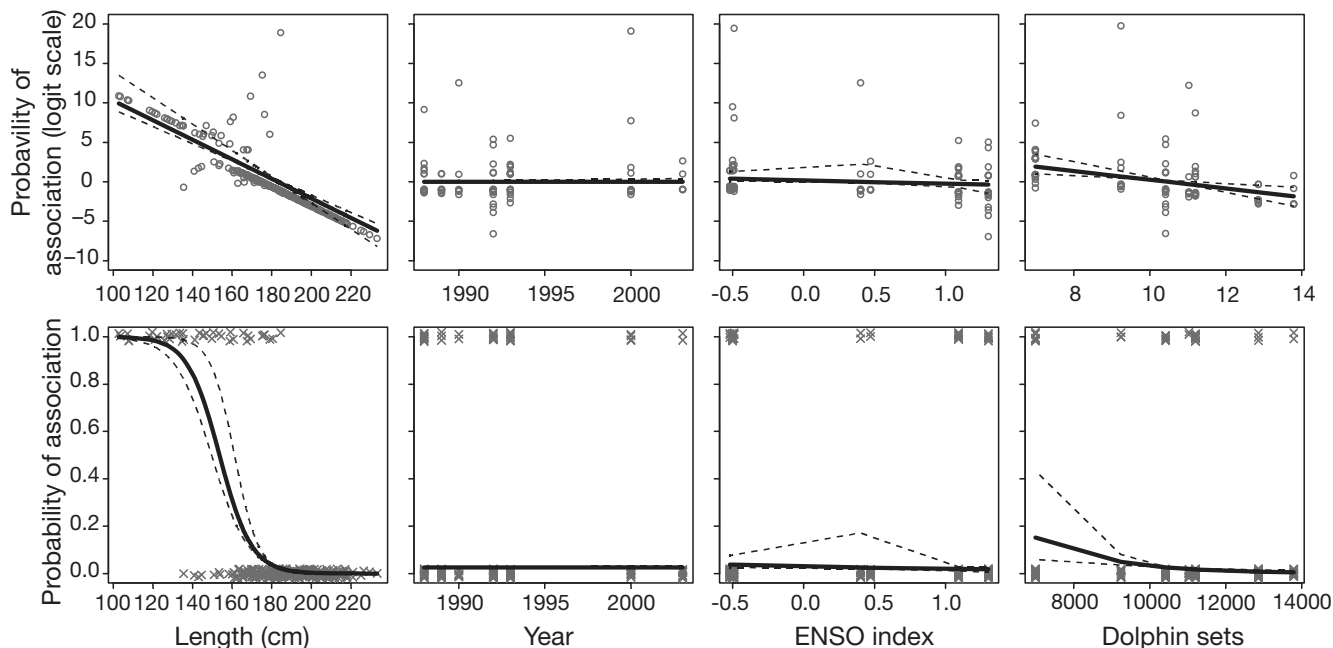 Probavility of
association (logit scale)
20
15
10
5
0
−5
−10
100 120 140 160 180 200 220
1990 1995 2000
-0.5 0.0 0.5 1.0
8 10 12 14
Probability of association
1.0
0.8
0.6
0.4
0.2
0.0
100 120 140 160 180 200 220
1990 1995 2000
-0.5 0.0 0.5 1.0
8000 10000 12000 14000
Length (cm)
Year
ENSO index
Dolphin sets